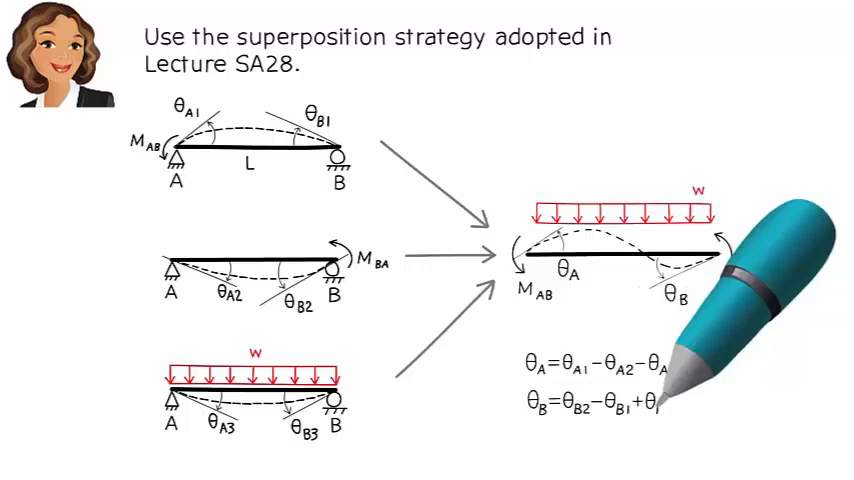 Use the superposition strategy adopted in
Lecture SA28.
θA1
θB1
MAB
A
L
B
MBA
A
θA2
θB2
B
w
A
θA3
θB3
B
w
θA
MAB
θB
θA=θA1−θA2−θA
θB=θB2−θB1+θ